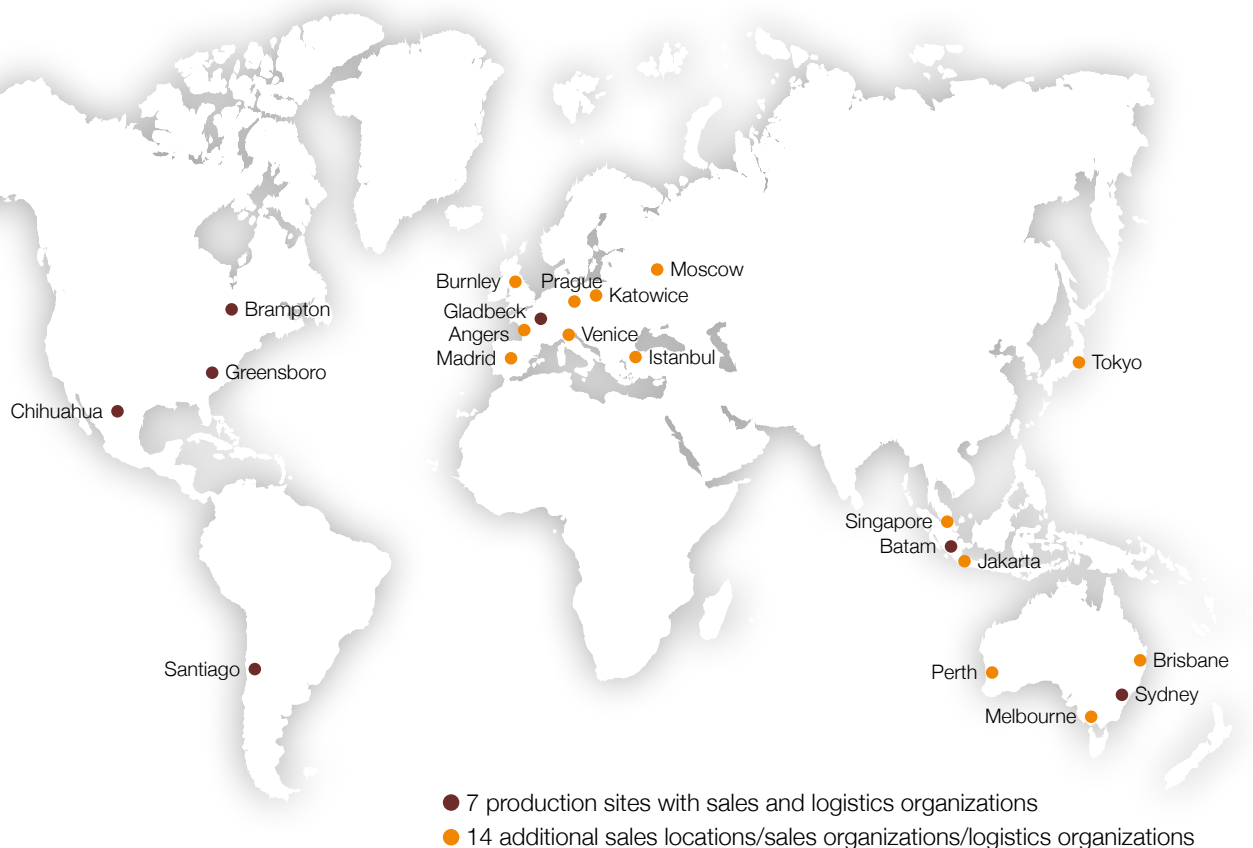 Moscow
Burnley
Prague
Katowice
Brampton
Gladbeck
Angers
Venice
Madrid
Istanbul
Tokyo
Greensboro
Chihuahua
Singapore
Batam
Jakarta
Santiago
Perth
Brisbane
Sydney
Melbourne
7 production sites with sales and logistics organizations
14 additional sales locations/sales organizations/logistics organizations